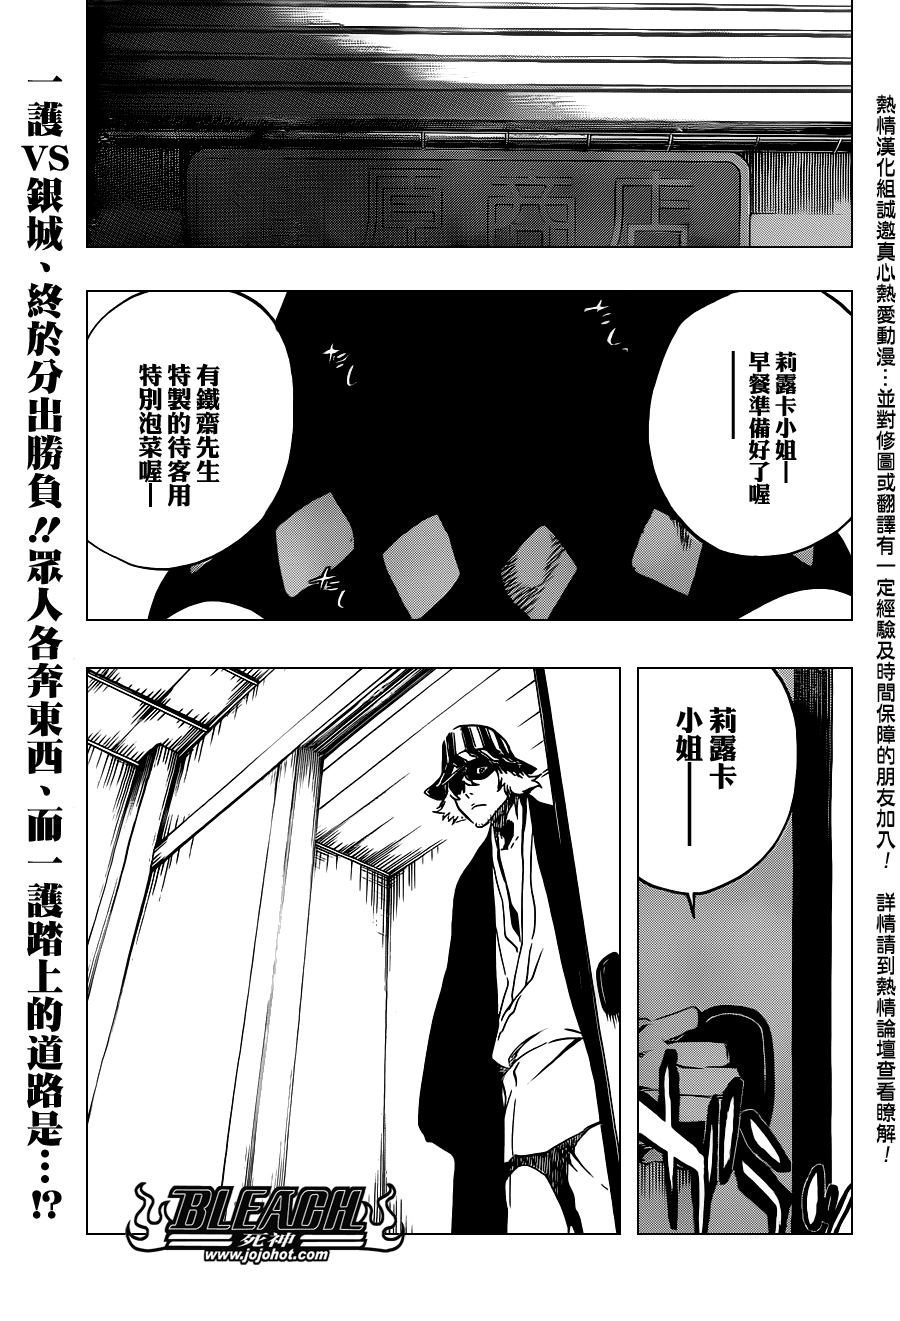 熱情漢化組誠邀真心熱愛動漫…並對修圖或翻譯有一定經驗及時間保障的朋友加入！ 詳情請到熱情論壇查看瞭解！
原商店
莉露卡小姐—
早餐準備好了喔
——
有鐵齋先生
特製的待客用
特別泡菜喔—
莉露卡
小姐——
一護VS銀城、終於分出勝負!!眾人各奔東西、而一護踏上的道路是…!?
BLEACH
死神
www.jojohot.com